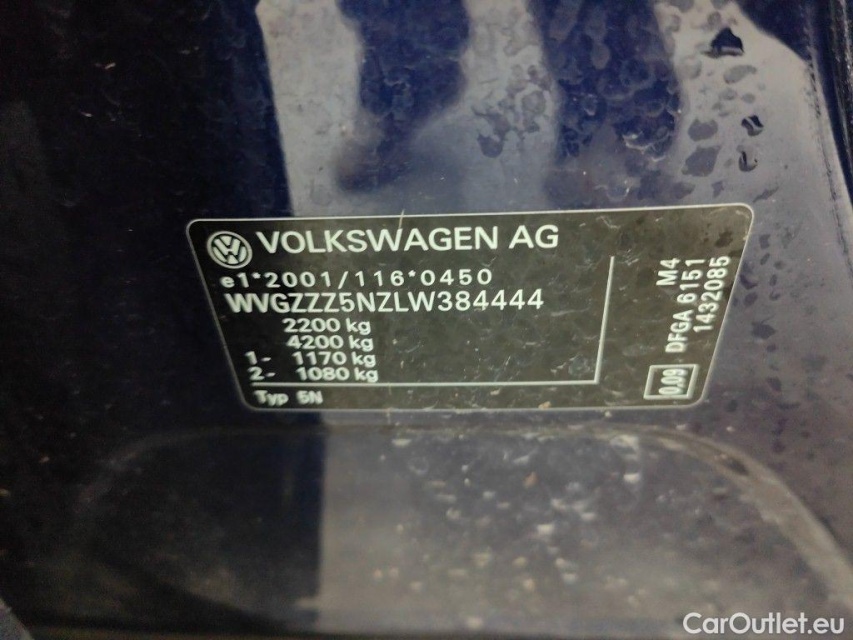 VOLKSWAGEN AG
e1*2001/116*0450
WVGZZZ5NZLW384444
2200 kg
4200 kg
1- 1170 kg
2- 1080 kg
Typ 5N
M4
DFGA 6151
1432085
0.09
CarOutlet.eu